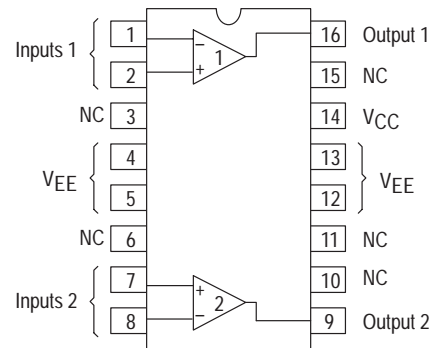 Inputs 1
1
2
NC 3
VEE
4
5
NC 6
Inputs 2
7
8
−
+
1
+
−
2
16 Output 1
15 NC
14 VCC
13
12
VEE
11 NC
10 NC
9 Output 2